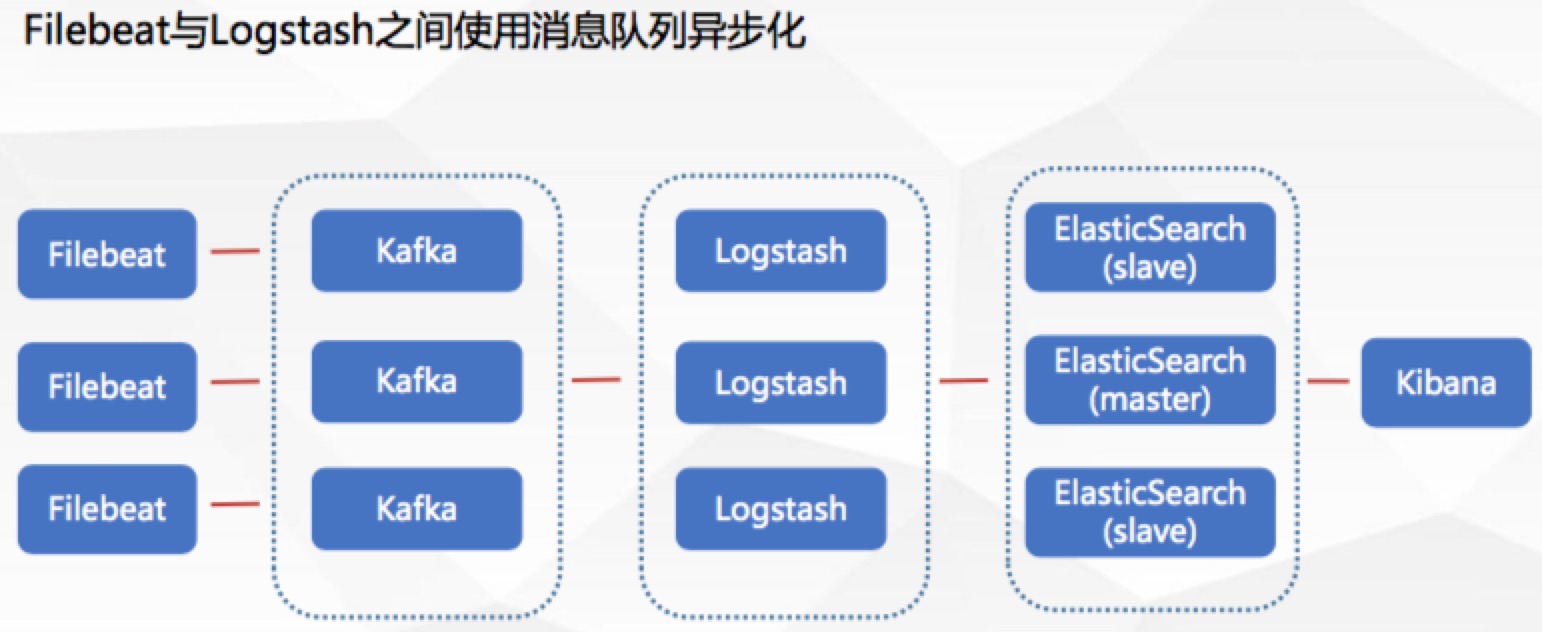 Filebeat与Logstash之间使用消息队列异步化
Filebeat
Kafka
Logstash
ElasticSearch
(slave)
Filebeat
Kafka
Logstash
ElasticSearch
(master)
Kibana
Filebeat
Kafka
Logstash
ElasticSearch
(slave)